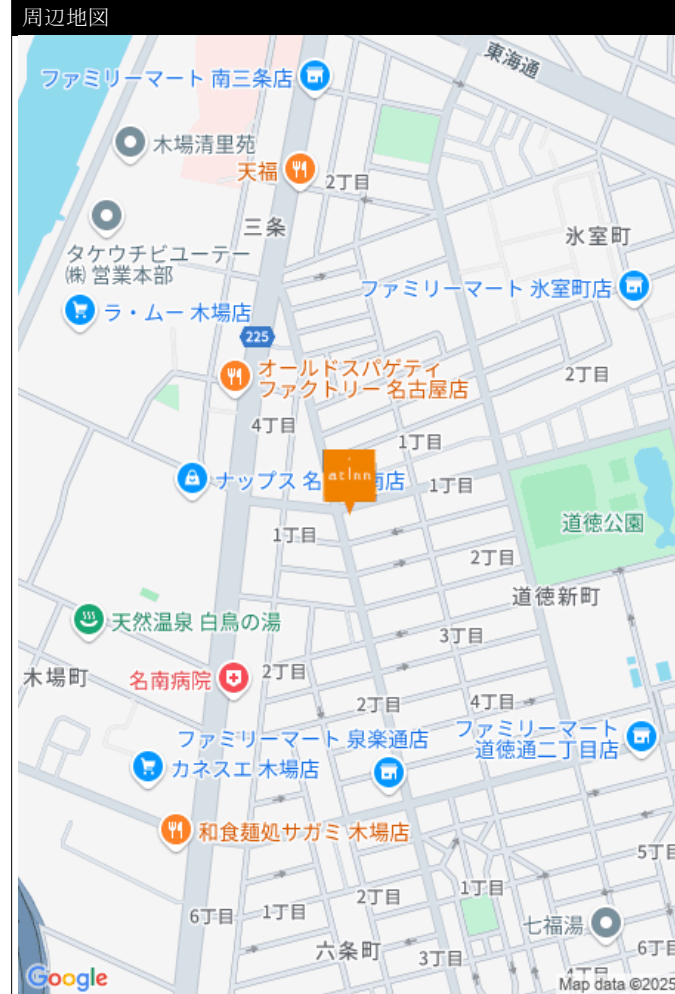 周辺地図
東海通
ファミリーマート 南三条店
木場清里苑
天福
2丁目
三条
氷室町
タケウチビユーテー
㈱ 営業本部
ファミリーマート 氷室町店
ラ・ムー 木場店
225
オールドスパゲティ
ファクトリー 名古屋店
2丁目
4丁目
1丁目
atInn
ナップス 名 南店
1丁目
道徳公園
1丁目
2丁目
道徳新町
天然温泉 白鳥の湯
3丁目
木場町
名南病院
2丁目
2丁目
4丁目
ファミリーマート 泉楽通店
ファミリーマート
道徳通二丁目店
カネスエ 木場店
和食麺処サガミ 木場店
5丁目
1丁目
2丁目
1丁目
6丁目
七福湯
六条町
3丁目
6丁目
4丁目
Google
Map data ©2025